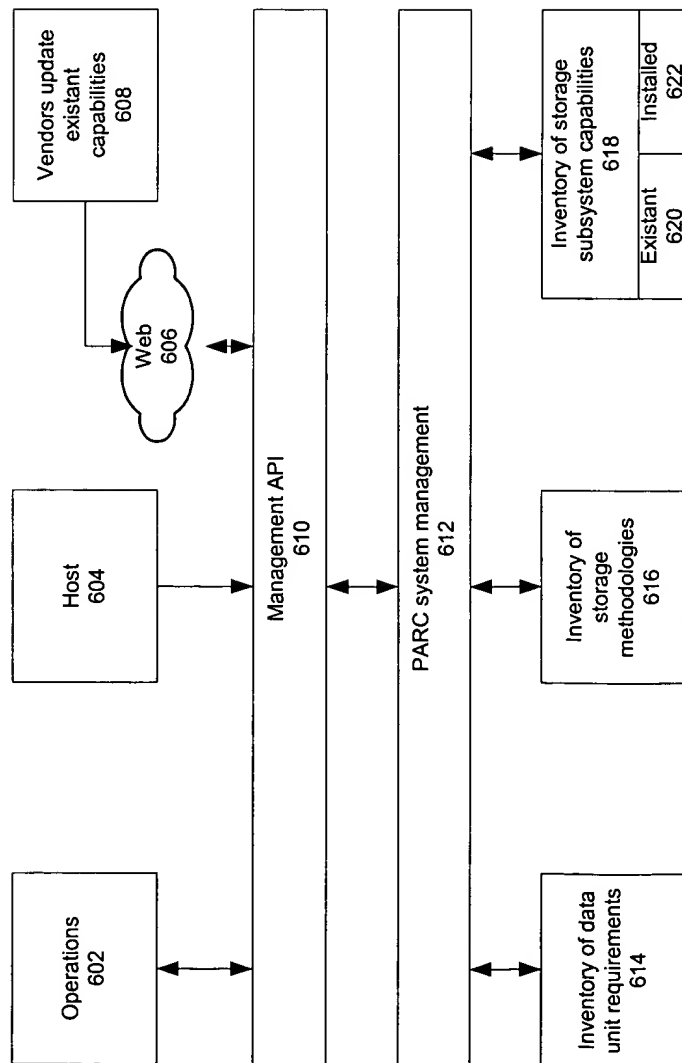 Operations
602
Host
604
Vendors update
existant
capabilities
608
Web
606
Management API
610
PARC system management
612
Inventory of data
unit requirements
614
Inventory of
storage
methodologies
616
Inventory of storage
subsystem capabilities
618
Existant
620
Installed
622